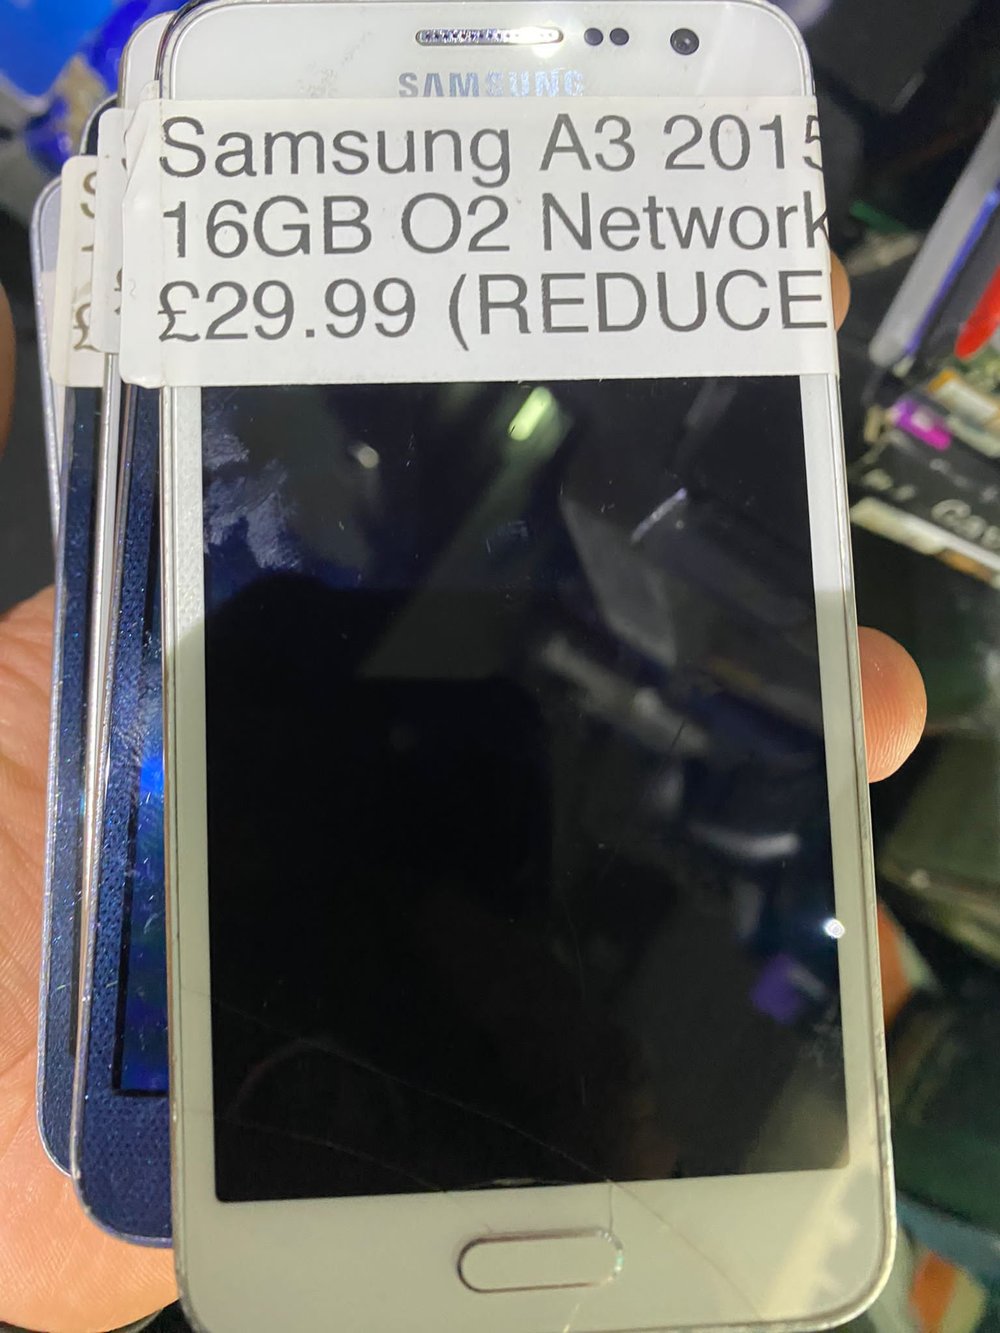 SAMSUNG
Samsung A3 2015
16GB O2 Network
£29.99 (REDUCE
S
£